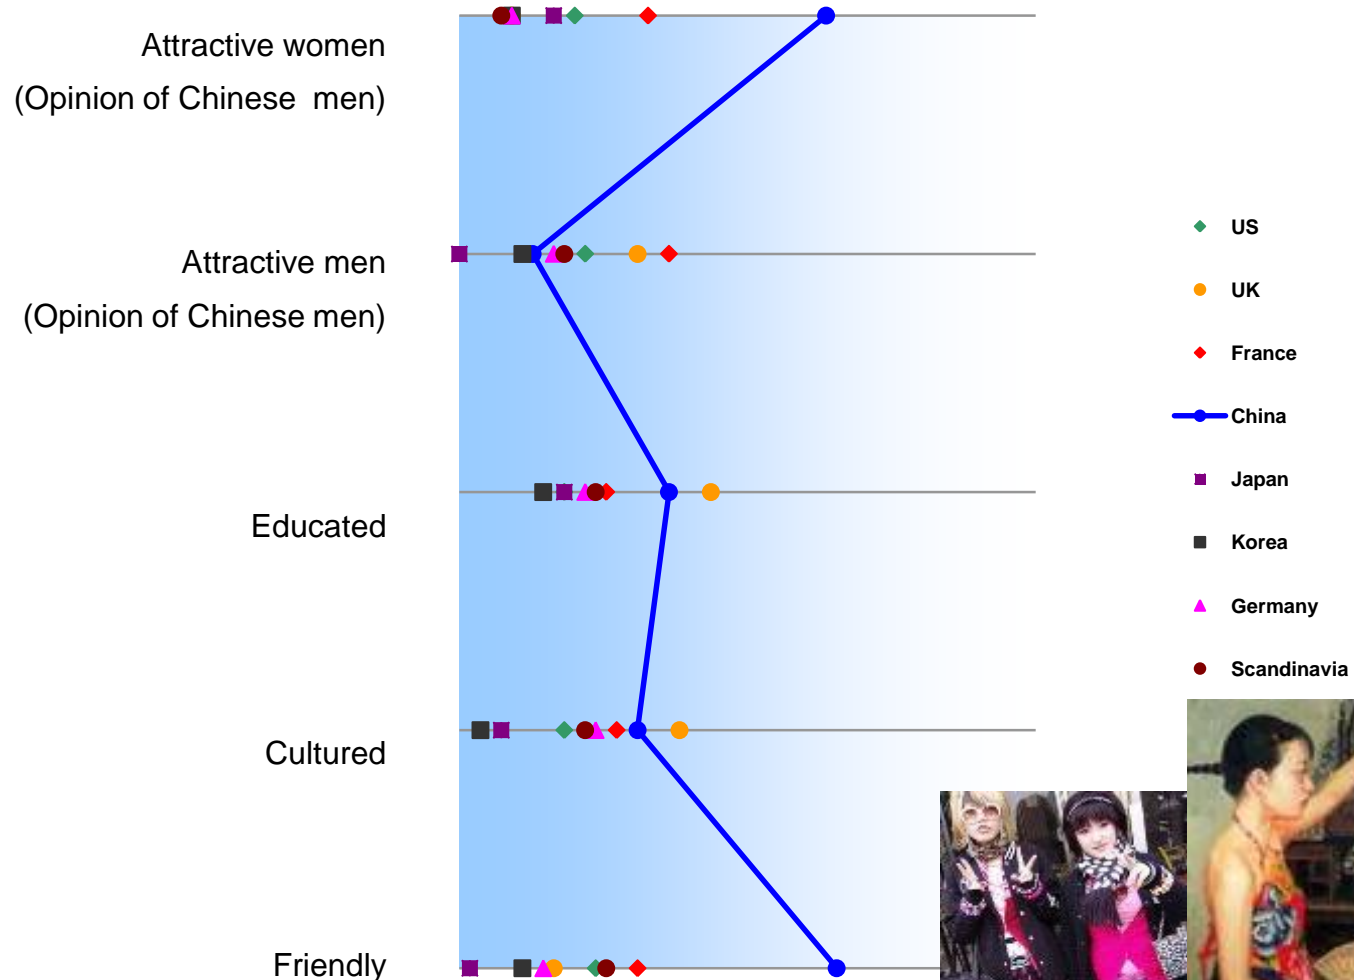 Attractive women
(Opinion of Chinese men)
Attractive men
(Opinion of Chinese men)
Educated
Cultured
Friendly
US
UK
France
China
Japan
Korea
Germany
Scandinavia